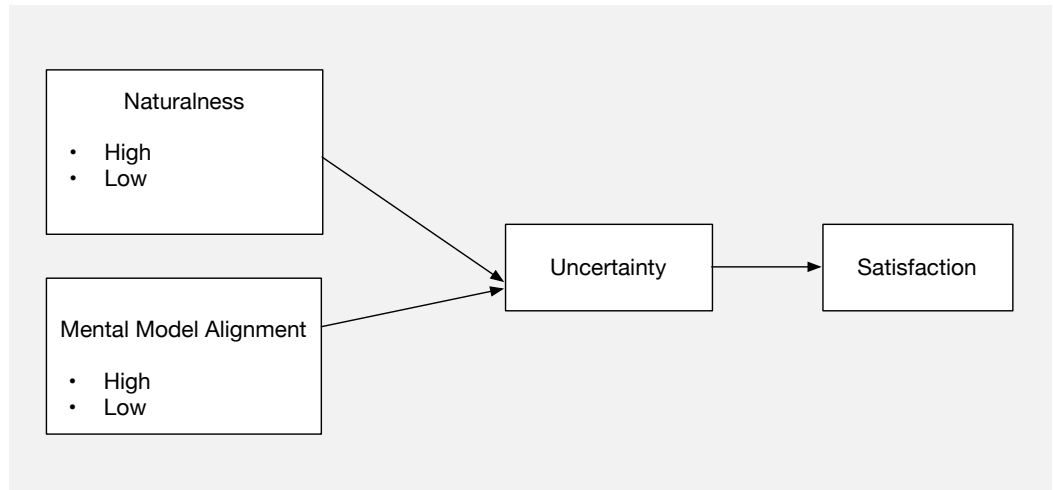 Naturalness
• High
• Low
Mental Model Alignment
• High
• Low
Uncertainty
Satisfaction